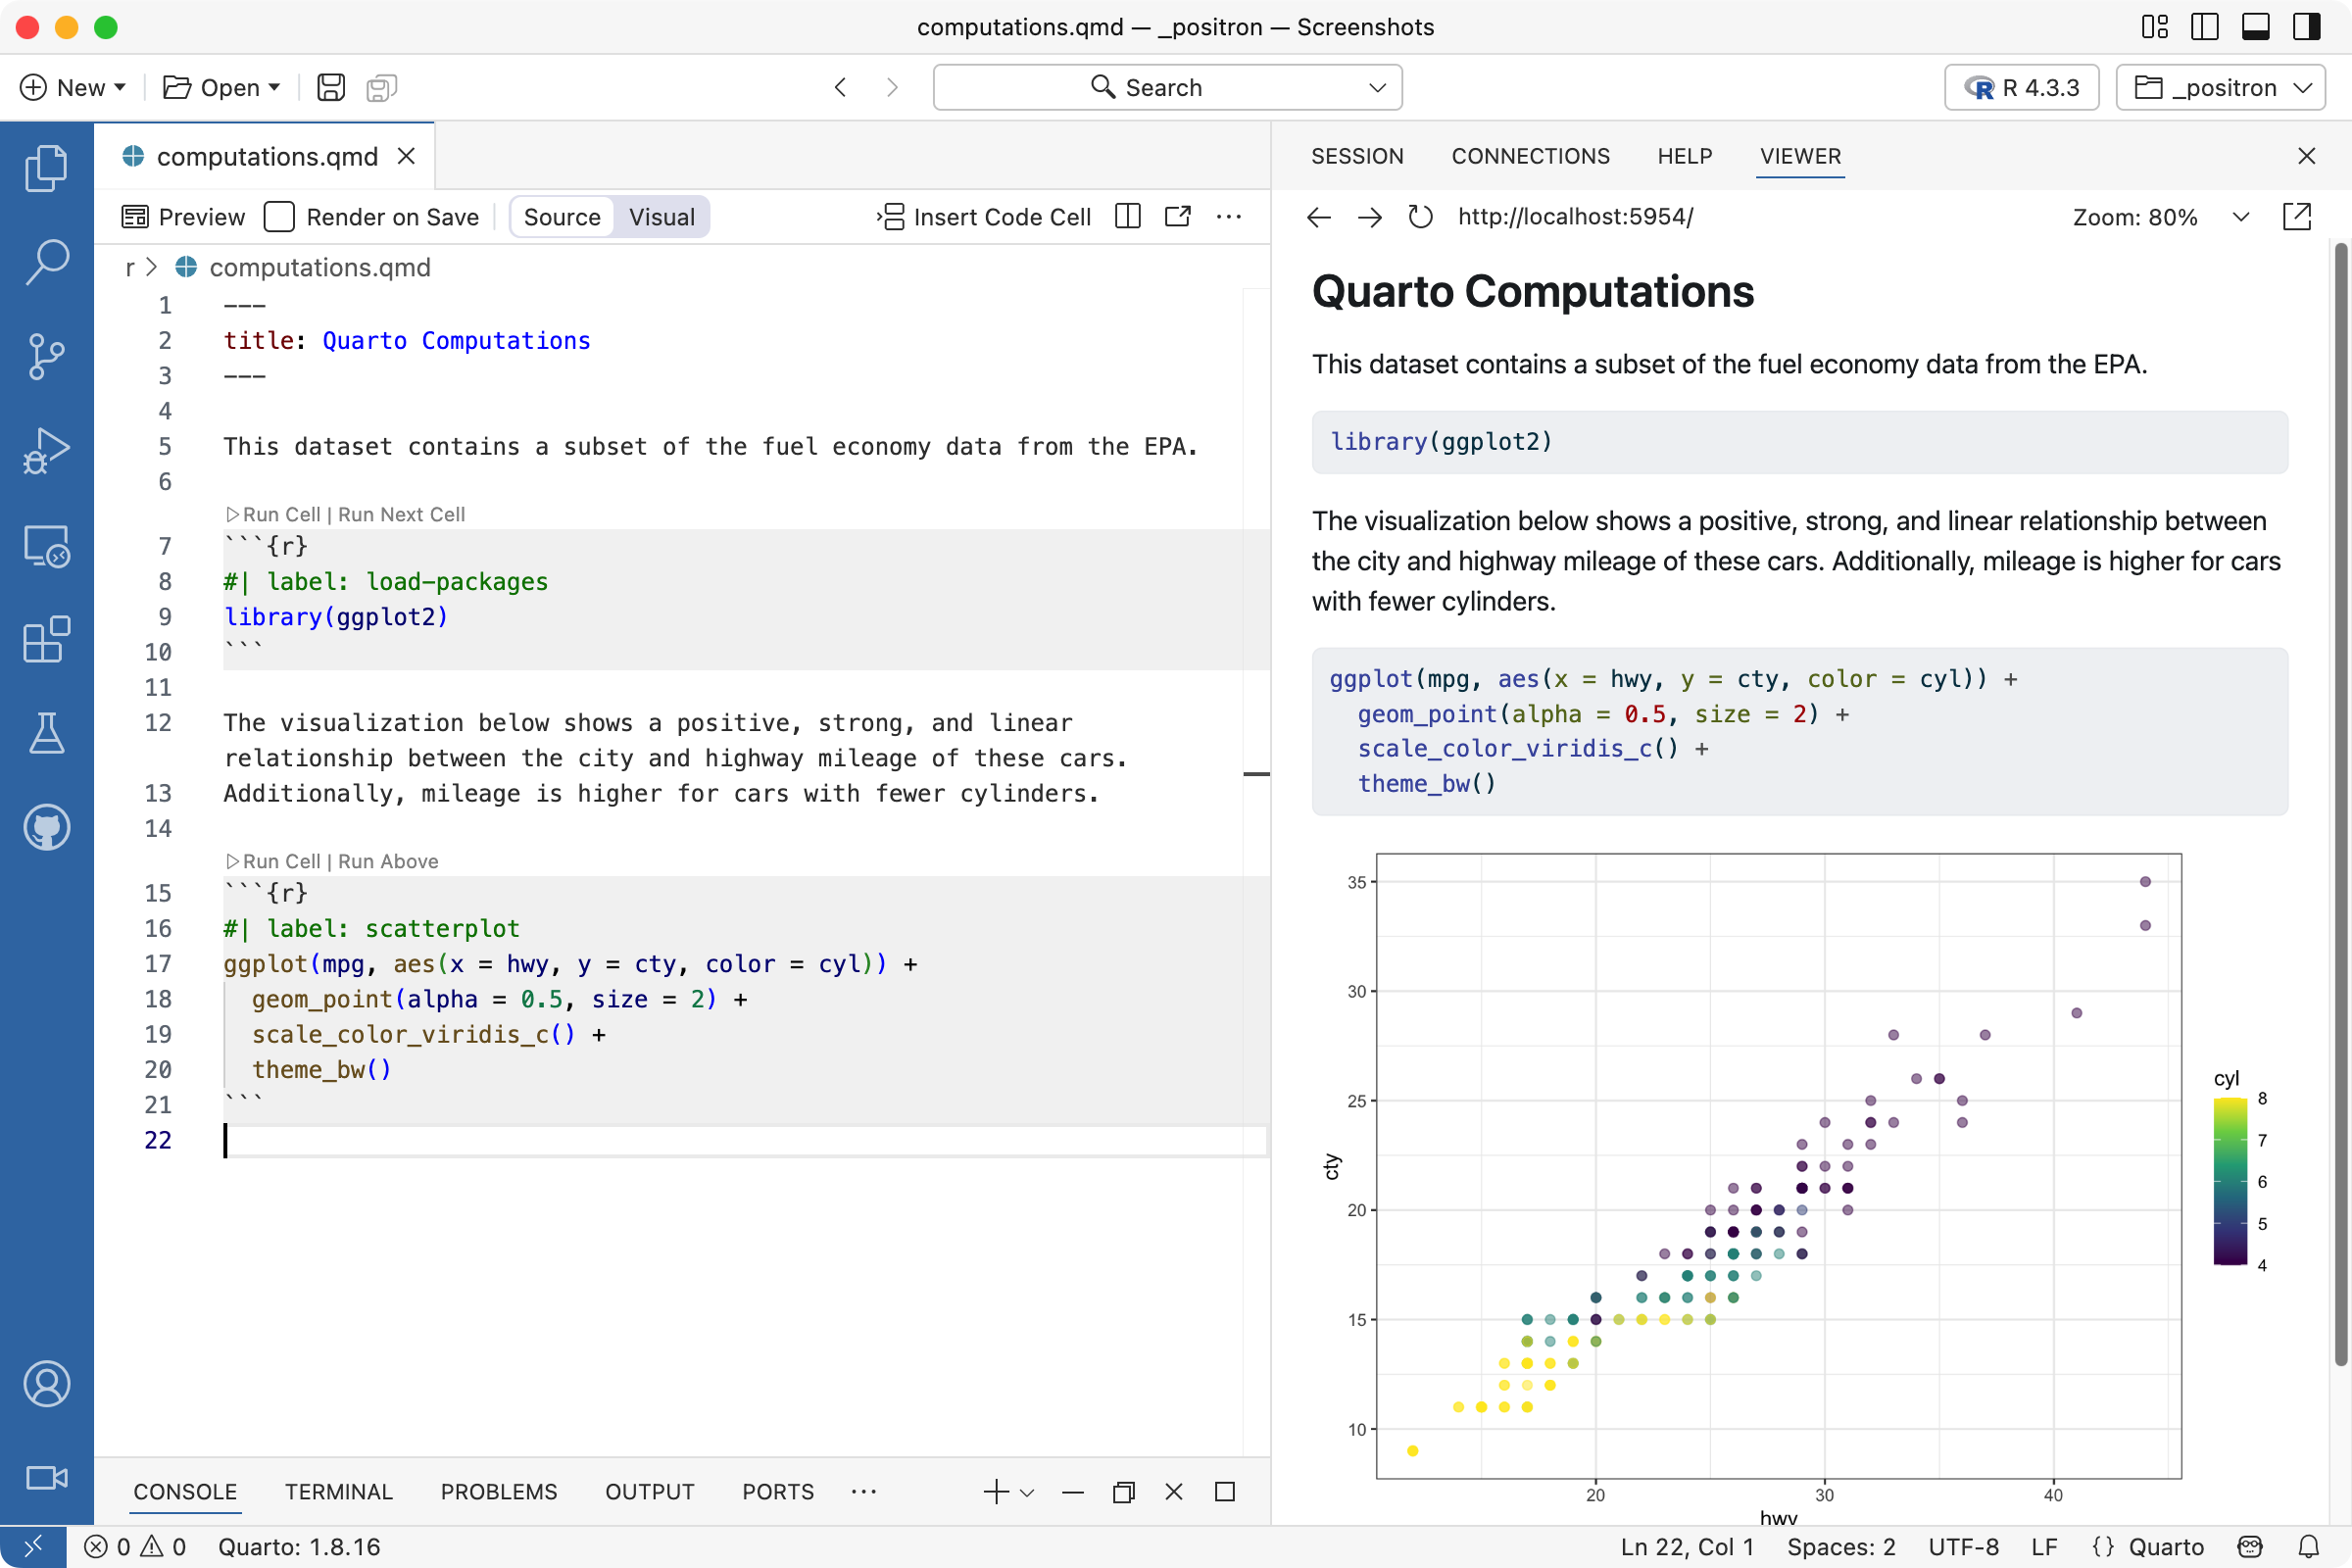 computations.qmd — _positron — Screenshots
New
Open
Search
R 4.3.3
_positron
computations.qmd
Preview
Render on Save
Source
Visual
Insert Code Cell
r > computations.qmd
1 ---
2 title: Quarto Computations
3 ---
4
5 This dataset contains a subset of the fuel economy data from the EPA.
6
Run Cell | Run Next Cell
7 ```{r}
8 #| label: load-packages
9 library(ggplot2)
10 ```
11
12 The visualization below shows a positive, strong, and linear
relationship between the city and highway mileage of these cars.
13 Additionally, mileage is higher for cars with fewer cylinders.
14
Run Cell | Run Above
15 ```{r}
16 #| label: scatterplot
17 ggplot(mpg, aes(x = hwy, y = cty, color = cyl)) +
18   geom_point(alpha = 0.5, size = 2) +
19   scale_color_viridis_c() +
20   theme_bw()
21 ```
22
CONSOLE
TERMINAL
PROBLEMS
OUTPUT
PORTS
SESSION
CONNECTIONS
HELP
VIEWER
http://localhost:5954/
Zoom: 80%
Quarto Computations
This dataset contains a subset of the fuel economy data from the EPA.
library(ggplot2)
The visualization below shows a positive, strong, and linear relationship between
the city and highway mileage of these cars. Additionally, mileage is higher for cars
with fewer cylinders.
ggplot(mpg, aes(x = hwy, y = cty, color = cyl)) +
  geom_point(alpha = 0.5, size = 2) +
  scale_color_viridis_c() +
  theme_bw()
35
30
25
20
15
10
cty
20
30
40
hwy
cyl
8
7
6
5
4
0
0
Quarto: 1.8.16
Ln 22, Col 1
Spaces: 2
UTF-8
LF
{ } Quarto